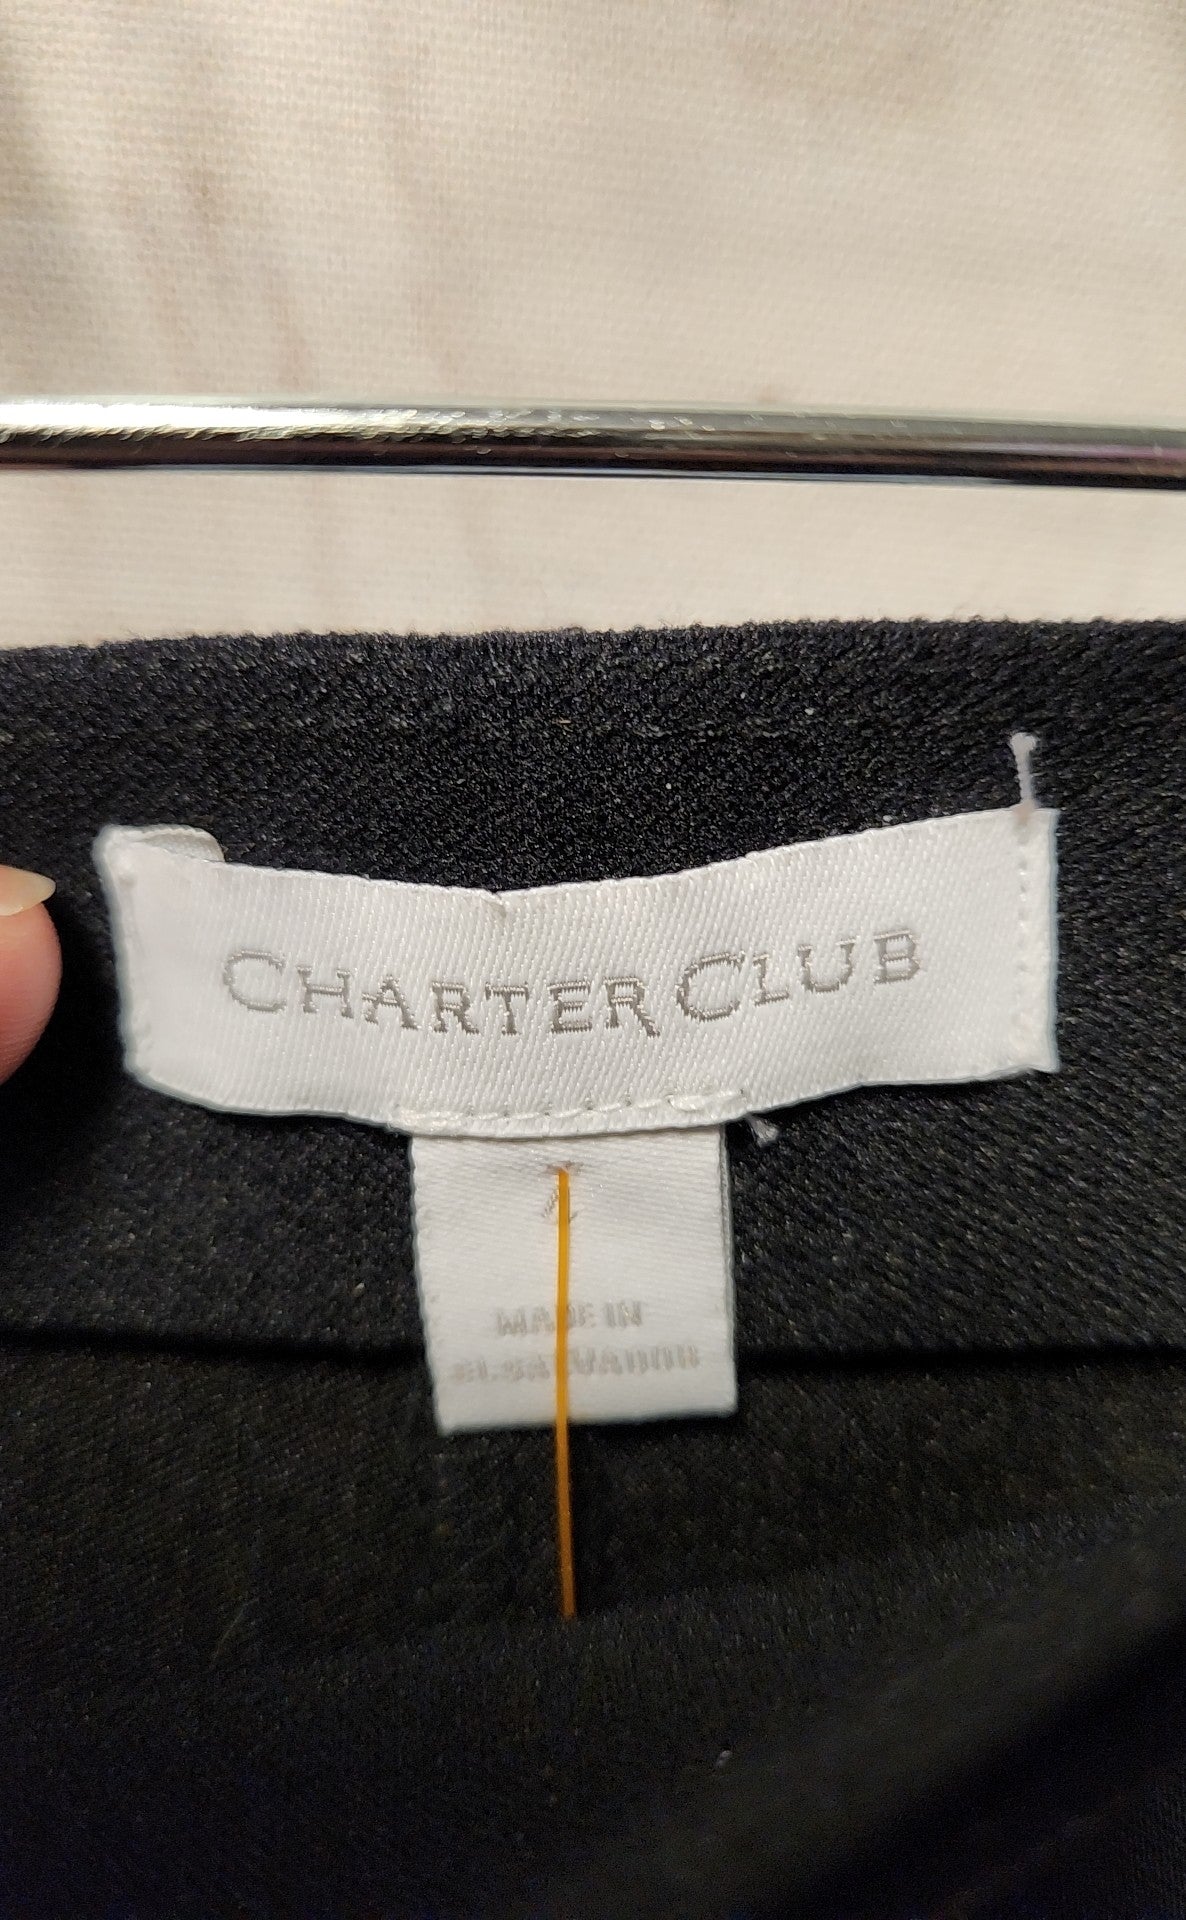 CHARTER CLUB
MADE IN
EL SALVADOR